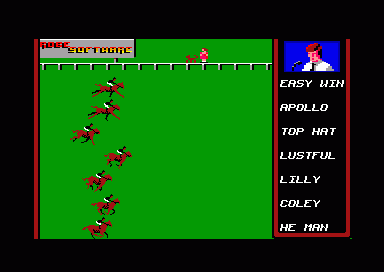 SOFTWARE
EASY WIN
APOLLO
TOP HAT
LUSTFUL
LILLY
COLEY
HE MAN